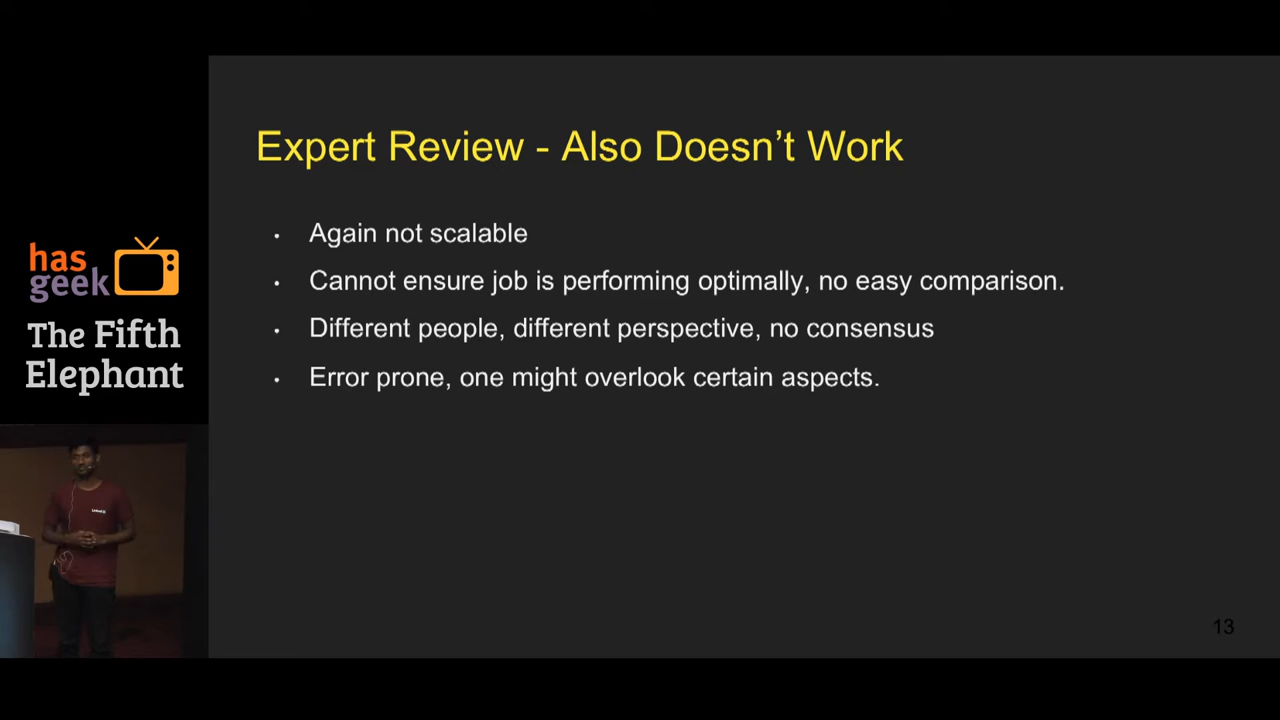 Expert Review - Also Doesn't Work
• Again not scalable
• Cannot ensure job is performing optimally, no easy comparison.
• Different people, different perspective, no consensus
• Error prone, one might overlook certain aspects.
has
geek
The Fifth
Elephant
LinkedIn
13